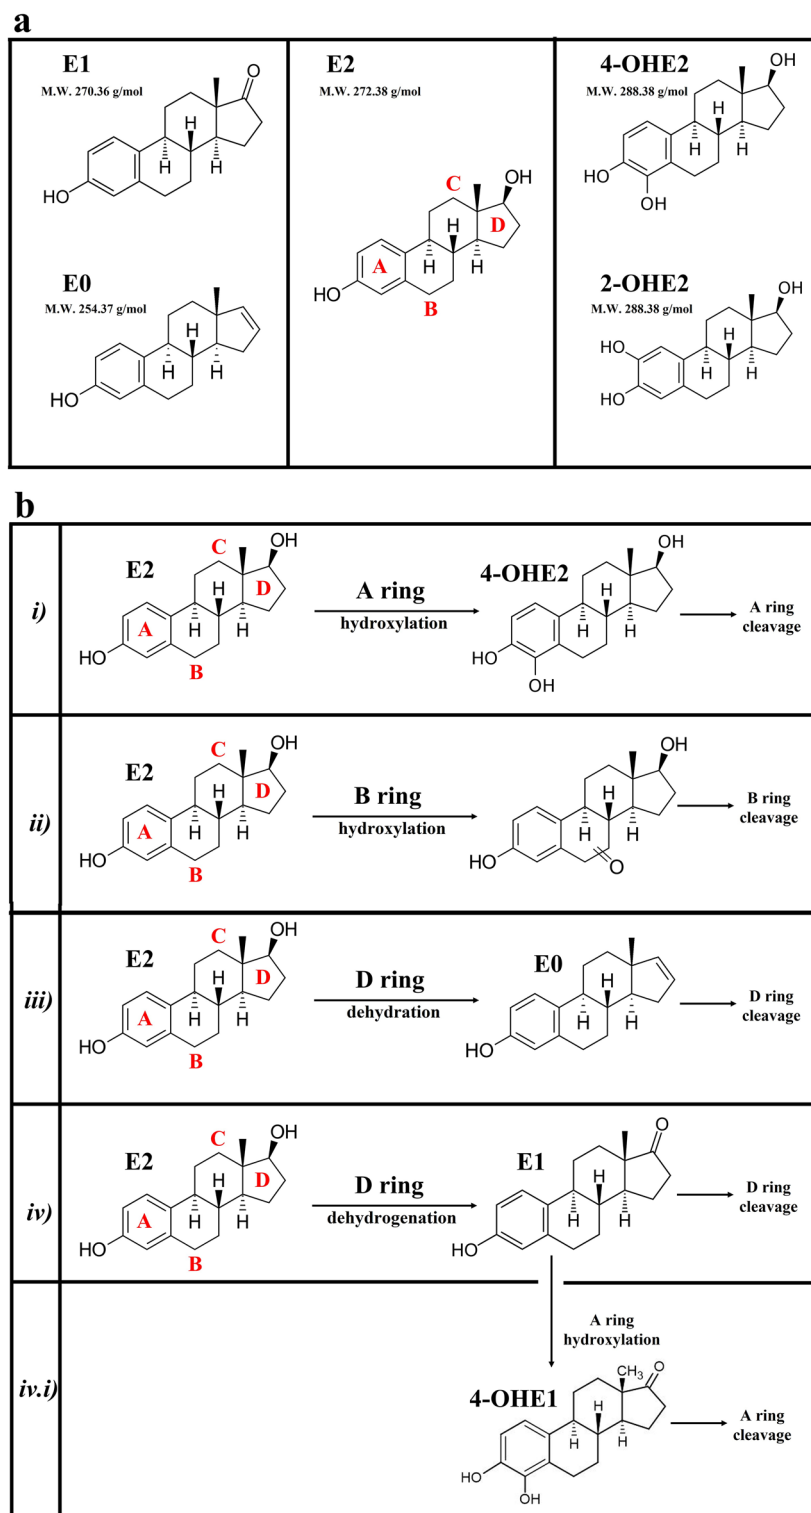 a
E1
M.W. 270.36 g/mol
O
H
H
H
HO
E0
M.W. 254.37 g/mol
H
H
H
HO
E2
M.W. 272.38 g/mol
OH
C
D
H
A
H
H
HO
B
4-OHE2
M.W. 288.38 g/mol
OH
H
H
H
HO
OH
2-OHE2
M.W. 288.38 g/mol
OH
H
HO
H
H
HO
b
i)
E2
OH
C
D
H
A
H
H
HO
B
A ring
hydroxylation
4-OHE2
OH
H
H
H
HO
OH
A ring
cleavage
ii)
E2
OH
C
D
H
A
H
H
HO
B
B ring
hydroxylation
OH
H
H
H
HO
O
B ring
cleavage
iii)
E2
OH
C
D
H
A
H
H
HO
B
D ring
dehydration
E0
H
H
H
HO
D ring
cleavage
iv)
E2
OH
C
D
H
A
H
H
HO
B
D ring
dehydrogenation
E1
O
H
H
H
HO
D ring
cleavage
iv.i)
A ring
hydroxylation
4-OHE1
CH3
O
H
H
H
HO
OH
A ring
cleavage